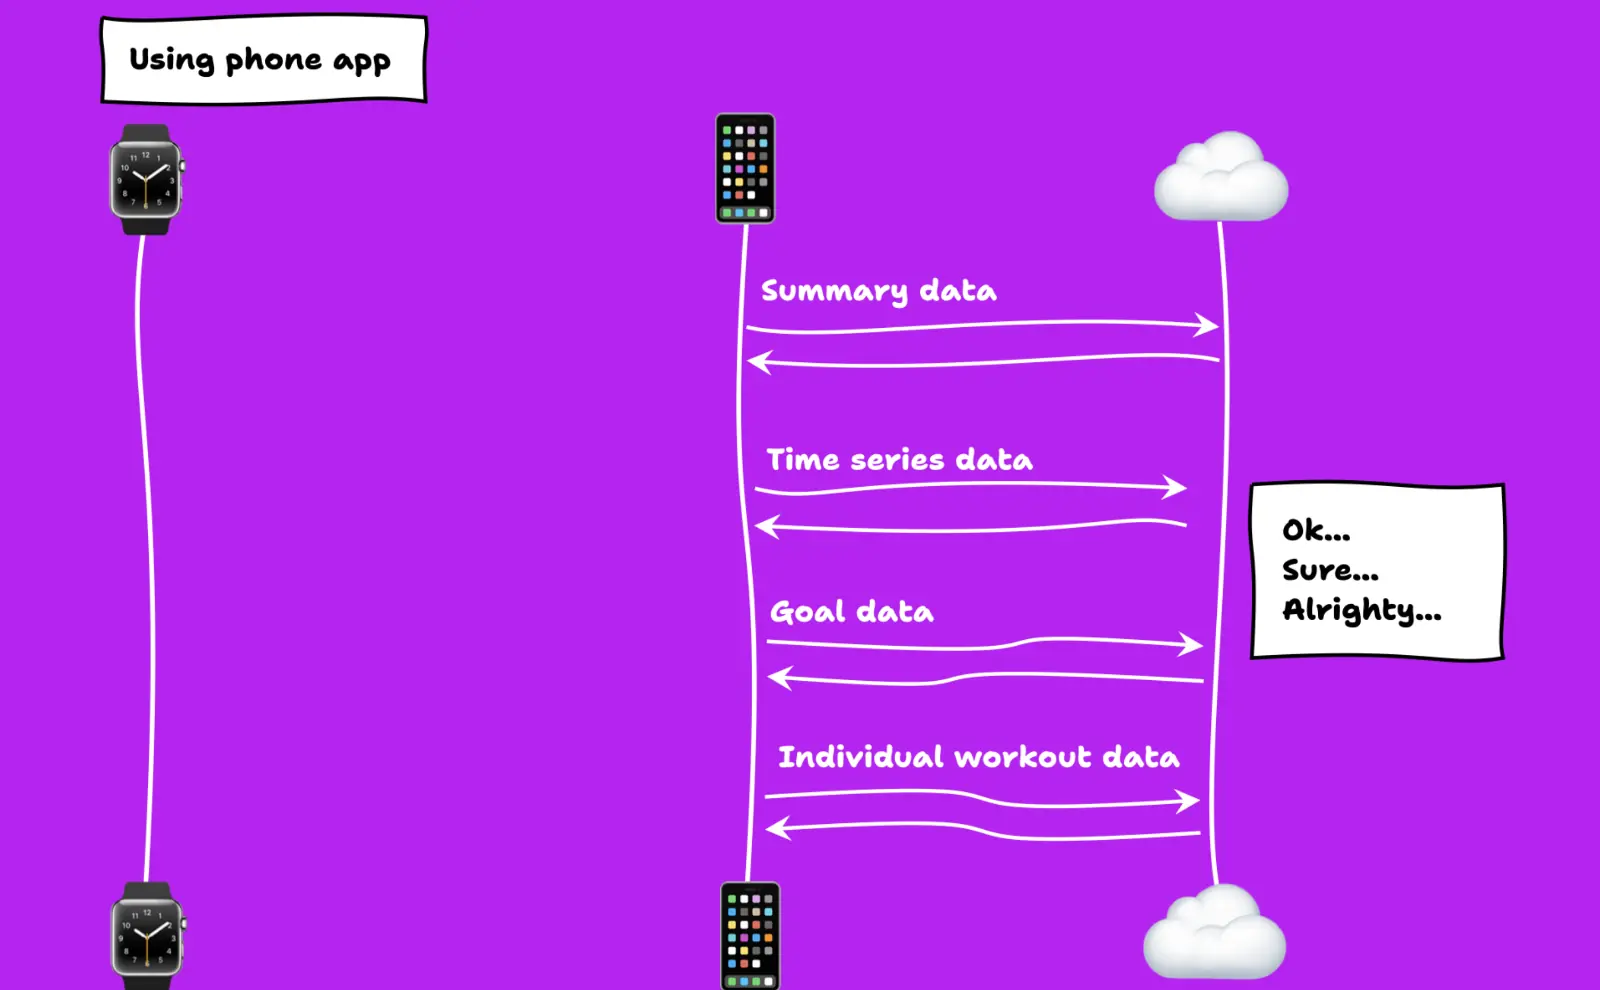 Using phone app
Summary data
Time series data
Ok...
Sure...
Alrighty...
Goal data
Individual workout data